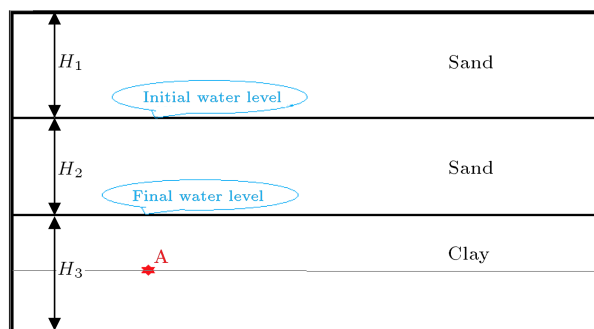 H₁
Sand
Initial water level
H₂
Sand
Final water level
A
Clay
H₃